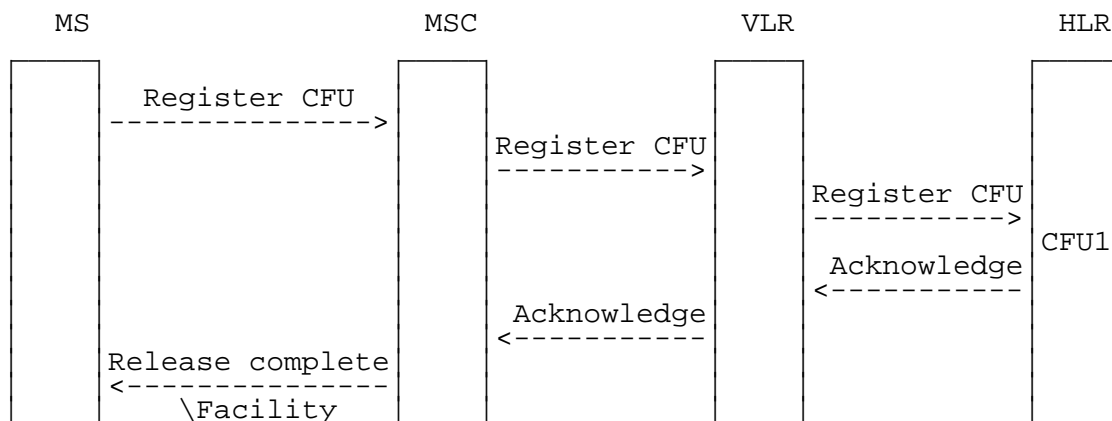 MS MSC VLR HLR
Register CFU
-------------->
Register CFU
----------->
Register CFU
----------->
CFU1
Acknowledge
<-----------
Acknowledge
<-----------
Release complete
<--------------
\Facility